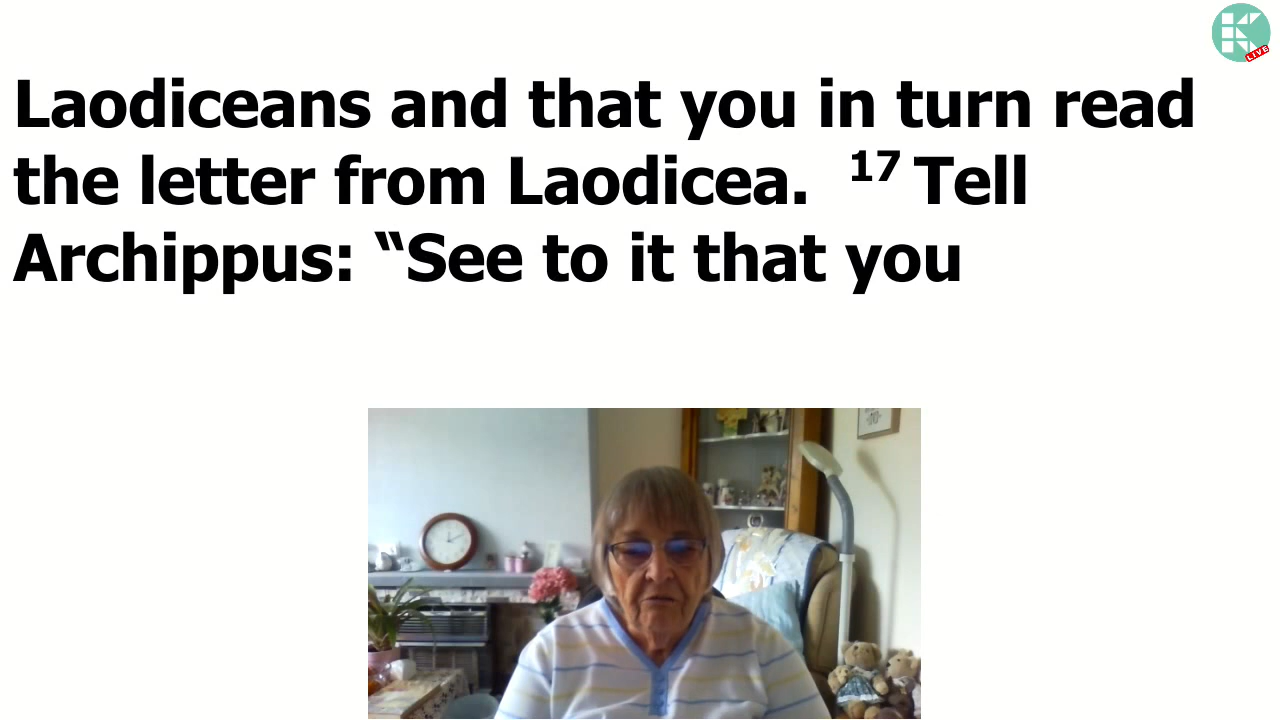 Laodiceans and that you in turn read
the letter from Laodicea. 17 Tell
Archippus: “See to it that you
K LIVE